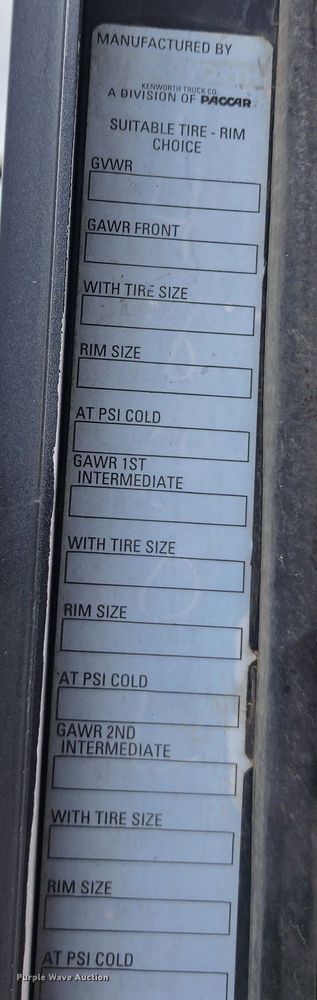 MANUFACTURED BY
KENWORTH TRUCK CO.
A DIVISION OF PACCAR
SUITABLE TIRE - RIM
CHOICE
GVWR
GAWR FRONT
WITH TIRE SIZE
RIM SIZE
AT PSI COLD
GAWR 1ST
INTERMEDIATE
WITH TIRE SIZE
RIM SIZE
AT PSI COLD
GAWR 2ND
INTERMEDIATE
WITH TIRE SIZE
RIM SIZE
AT PSI COLD
Purple Wave Auction